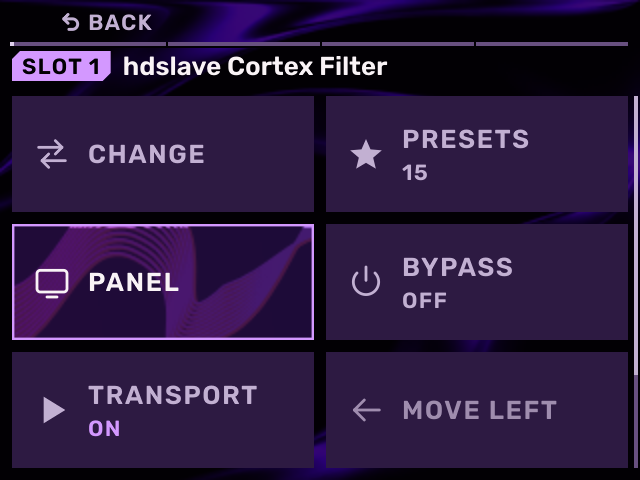 BACK
SLOT 1 hdslave Cortex Filter
CHANGE
PRESETS
15
PANEL
BYPASS
OFF
TRANSPORT
ON
MOVE LEFT